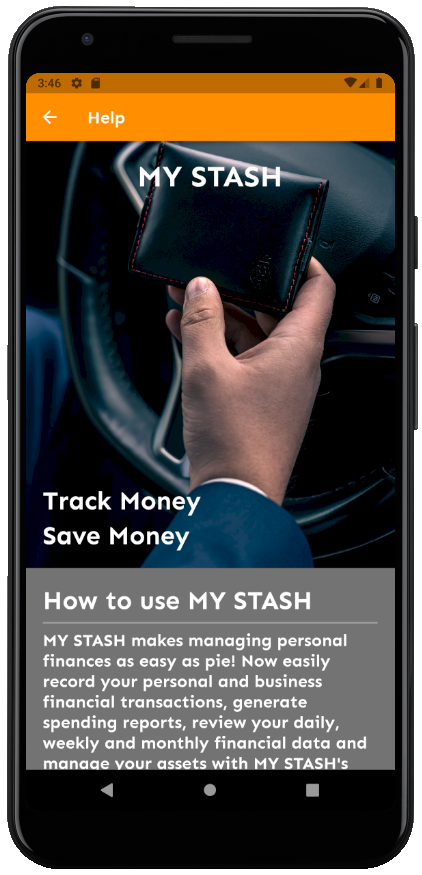 3:46
Help
MY STASH
Track Money
Save Money
How to use MY STASH
MY STASH makes managing personal
finances as easy as pie! Now easily
record your personal and business
financial transactions, generate
spending reports, review your daily,
weekly and monthly financial data and
manage your assets with MY STASH's